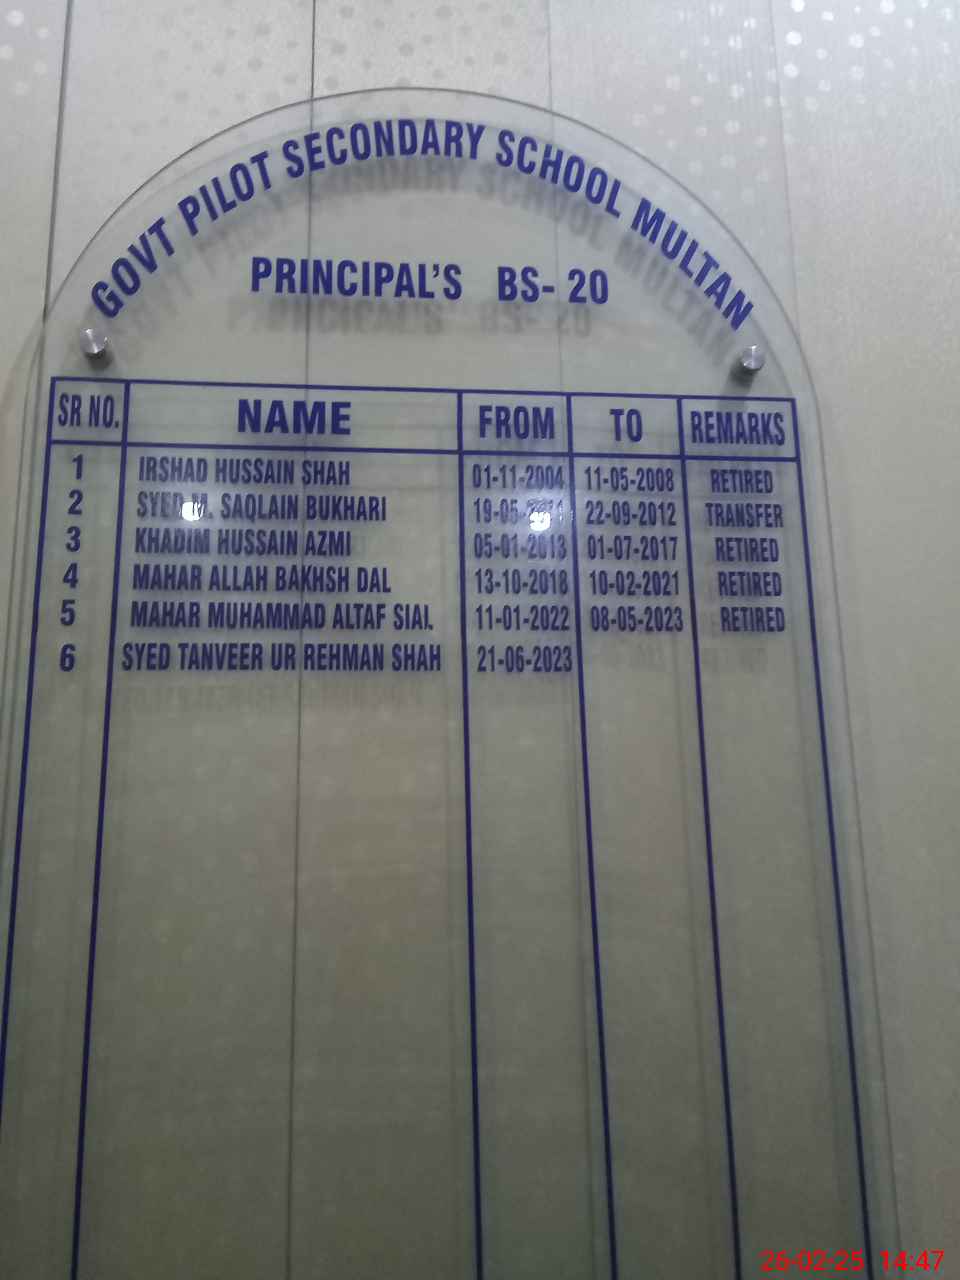 GOVT PILOT SECONDARY SCHOOL MULTAN
PRINCIPAL'S BS- 20
SR NO. NAME FROM TO REMARKS
1 IRSHAD HUSSAIN SHAH 01-11-2004 11-05-2008 RETIRED
2 SYED M. SAQLAIN BUKHARI 22-09-2012 TRANSFER
3 KHADIM HUSSAIN AZMI 05-01-2013 01-07-2017 RETIRED
4 MAHAR ALLAH BAKHSH DAL 13-10-2018 10-02-2021 RETIRED
5 MAHAR MUHAMMAD ALTAF SIAL 11-01-2022 08-05-2023 RETIRED
6 SYED TANVEER UR REHMAN SHAH 21-06-2023
26-02-25 14:47